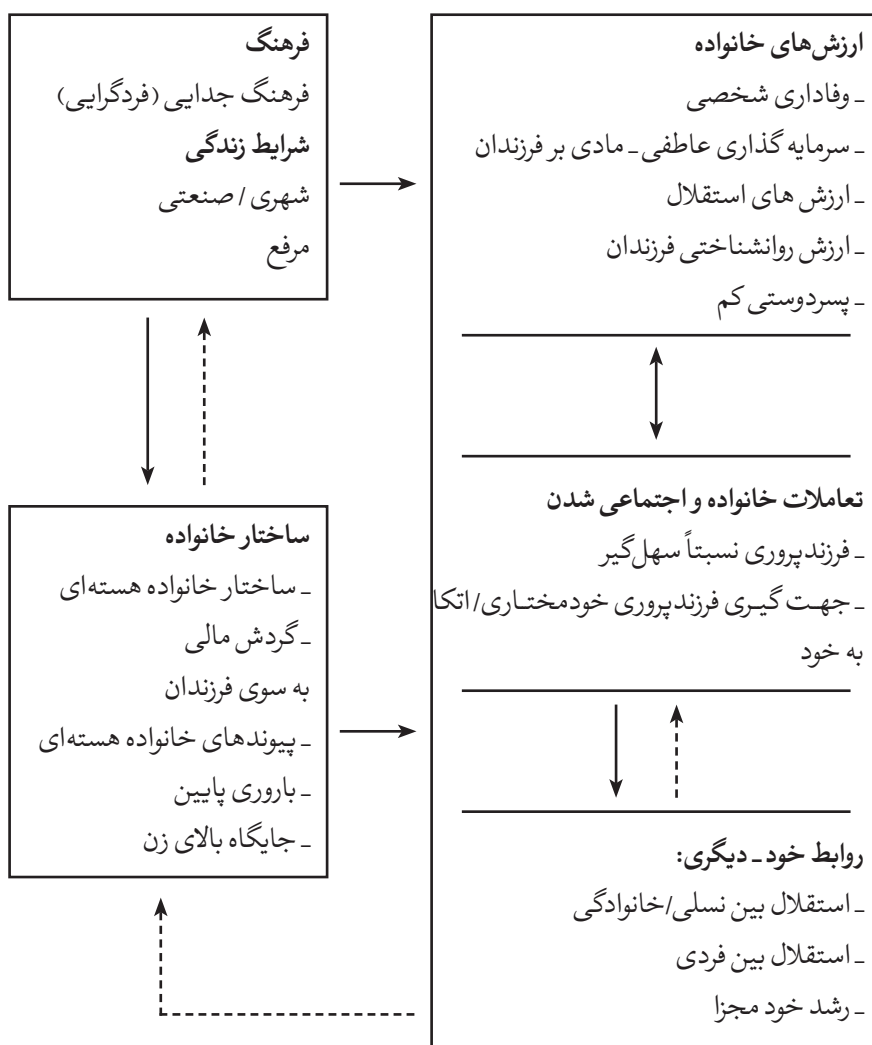 فرهنگ
فرهنگ جدایی (فردگرایی)
شرایط زندگی
شهری / صنعتی
مرفع
ارزش‌های خانواده
ـ وفاداری شخصی
ـ سرمایه گذاری عاطفی ـ مادی بر فرزندان
ـ ارزش های استقلال
ـ ارزش روانشناختی فرزندان
ـ پسردوستی کم
تعاملات خانواده و اجتماعی شدن
ـ فرزندپروری نسبتاً سهل‌گیر
ـ جهت گیری فرزندپروری خودمختاری/اتکا
به خود
ساختار خانواده
ـ ساختار خانواده هسته‌ای
ـ گردش مالی
به سوی فرزندان
ـ پیوندهای خانواده هسته‌ای
ـ باروری پایین
ـ جایگاه بالای زن
روابط خود ـ دیگری:
ـ استقلال بین نسلی/خانوادگی
ـ استقلال بین فردی
ـ رشد خود مجزا